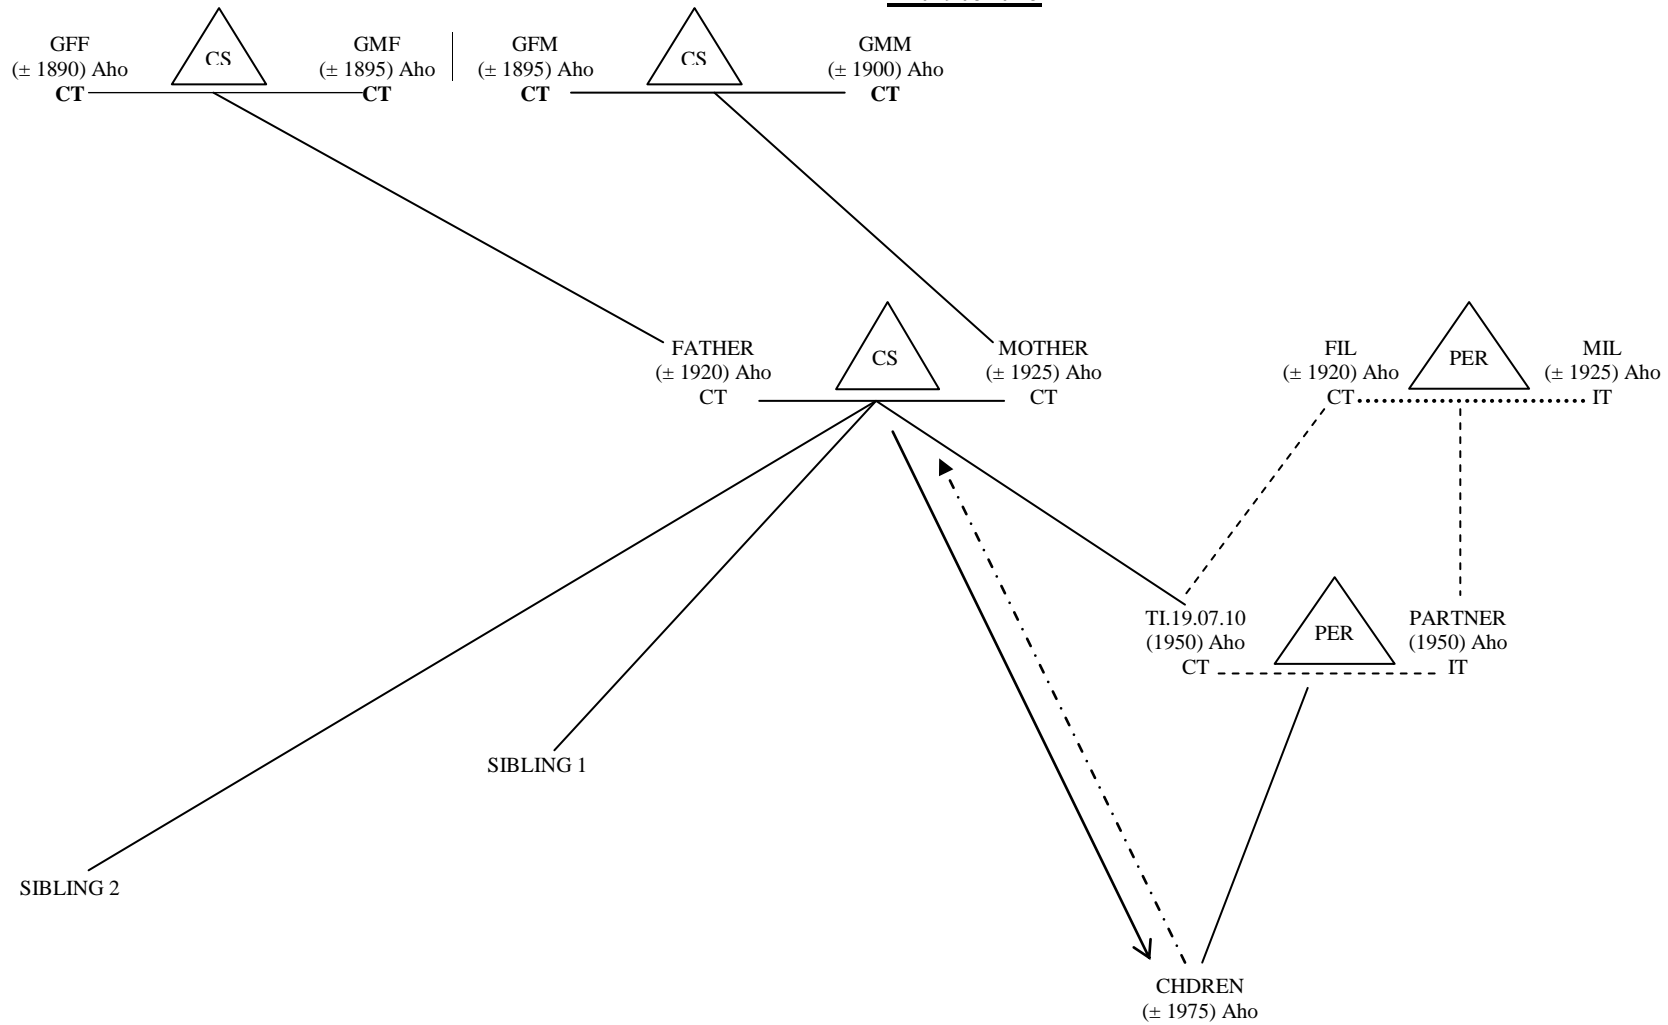 GFF
(± 1890) Aho
CT
CS
GMF
(± 1895) Aho
CT
GFM
(± 1895) Aho
CT
CS
GMM
(± 1900) Aho
CT
FATHER
(± 1920) Aho
CT
CS
MOTHER
(± 1925) Aho
CT
FIL
(± 1920) Aho
CT
PER
MIL
(± 1925) Aho
IT
TI.19.07.10
(1950) Aho
CT
PER
PARTNER
(1950) Aho
IT
SIBLING 1
SIBLING 2
CHDREN
(± 1975) Aho